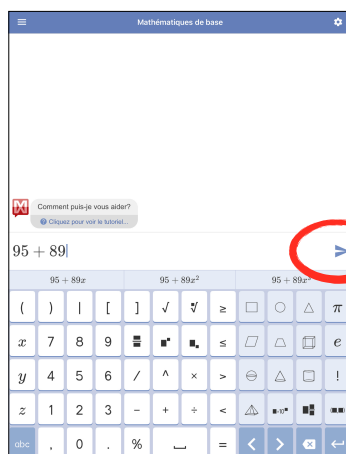 Mathématiques de base
Comment puis-je vous aider?
Cliquez pour voir le tutoriel...
95 + 89
95 + 89x 95 + 89x² 95 + 89x
( ) | [ ] √ ≥ π
x 7 8 9 ≤ e
y 4 5 6 / ^ × > !
z 1 2 3 - + ÷ <
abc , 0 . % =